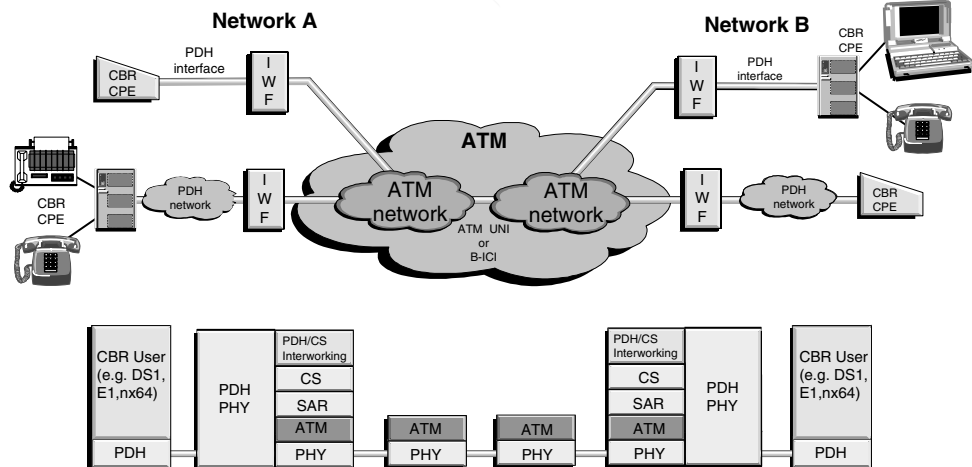 Network A
Network B
CBR
CPE
PDH
interface
I
W
F
I
W
F
PDH
interface
CBR
CPE
ATM
CBR
CPE
PDH
network
I
W
F
ATM
network
ATM
network
I
W
F
PDH
network
CBR
CPE
ATM UNI
or
B-ICI
CBR User
(e.g. DS1,
E1,nx64)
PDH
PDH
PHY
PDH/CS
Interworking
CS
SAR
ATM
PHY
ATM
PHY
ATM
PHY
PDH/CS
Interworking
CS
SAR
ATM
PHY
PDH
PHY
CBR User
(e.g. DS1,
E1,nx64)
PDH